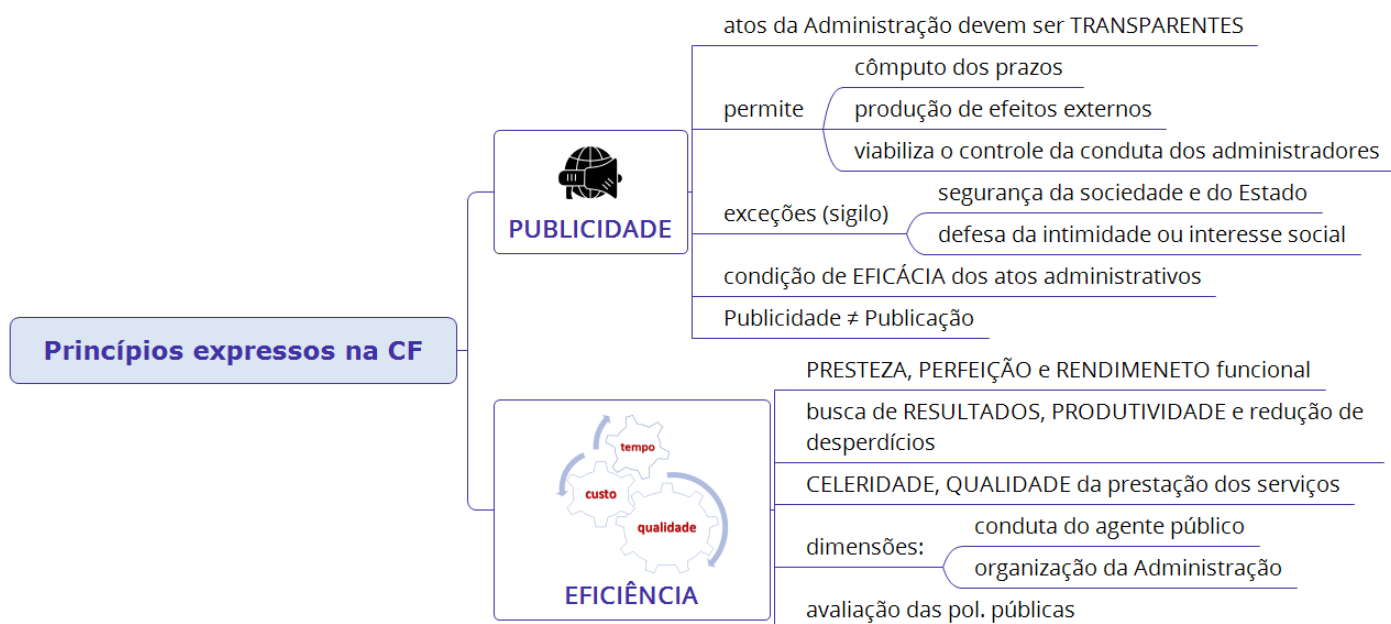 Princípios expressos na CF
PUBLICIDADE
atos da Administração devem ser TRANSPARENTES
permite
cômputo dos prazos
produção de efeitos externos
viabiliza o controle da conduta dos administradores
exceções (sigilo)
segurança da sociedade e do Estado
defesa da intimidade ou interesse social
condição de EFICÁCIA dos atos administrativos
Publicidade ≠ Publicação
tempo
custo
qualidade
EFICIÊNCIA
PRESTEZA, PERFEIÇÃO e RENDIMENETO funcional
busca de RESULTADOS, PRODUTIVIDADE e redução de
desperdícios
CELERIDADE, QUALIDADE da prestação dos serviços
dimensões:
conduta do agente público
organização da Administração
avaliação das pol. públicas